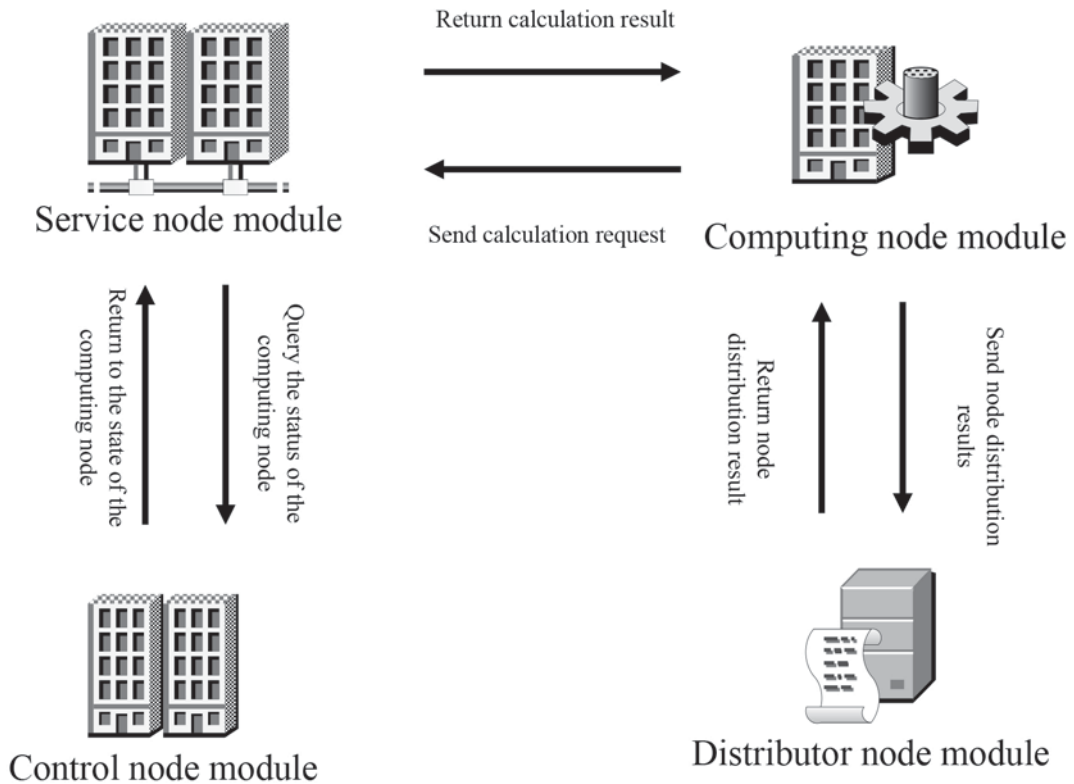 Return calculation result
Service node module
Send calculation request
Computing node module
Return to the state of the
computing node
Query the status of the
computing node
Return node
distribution result
Send node distribution
results
Control node module
Distributor node module